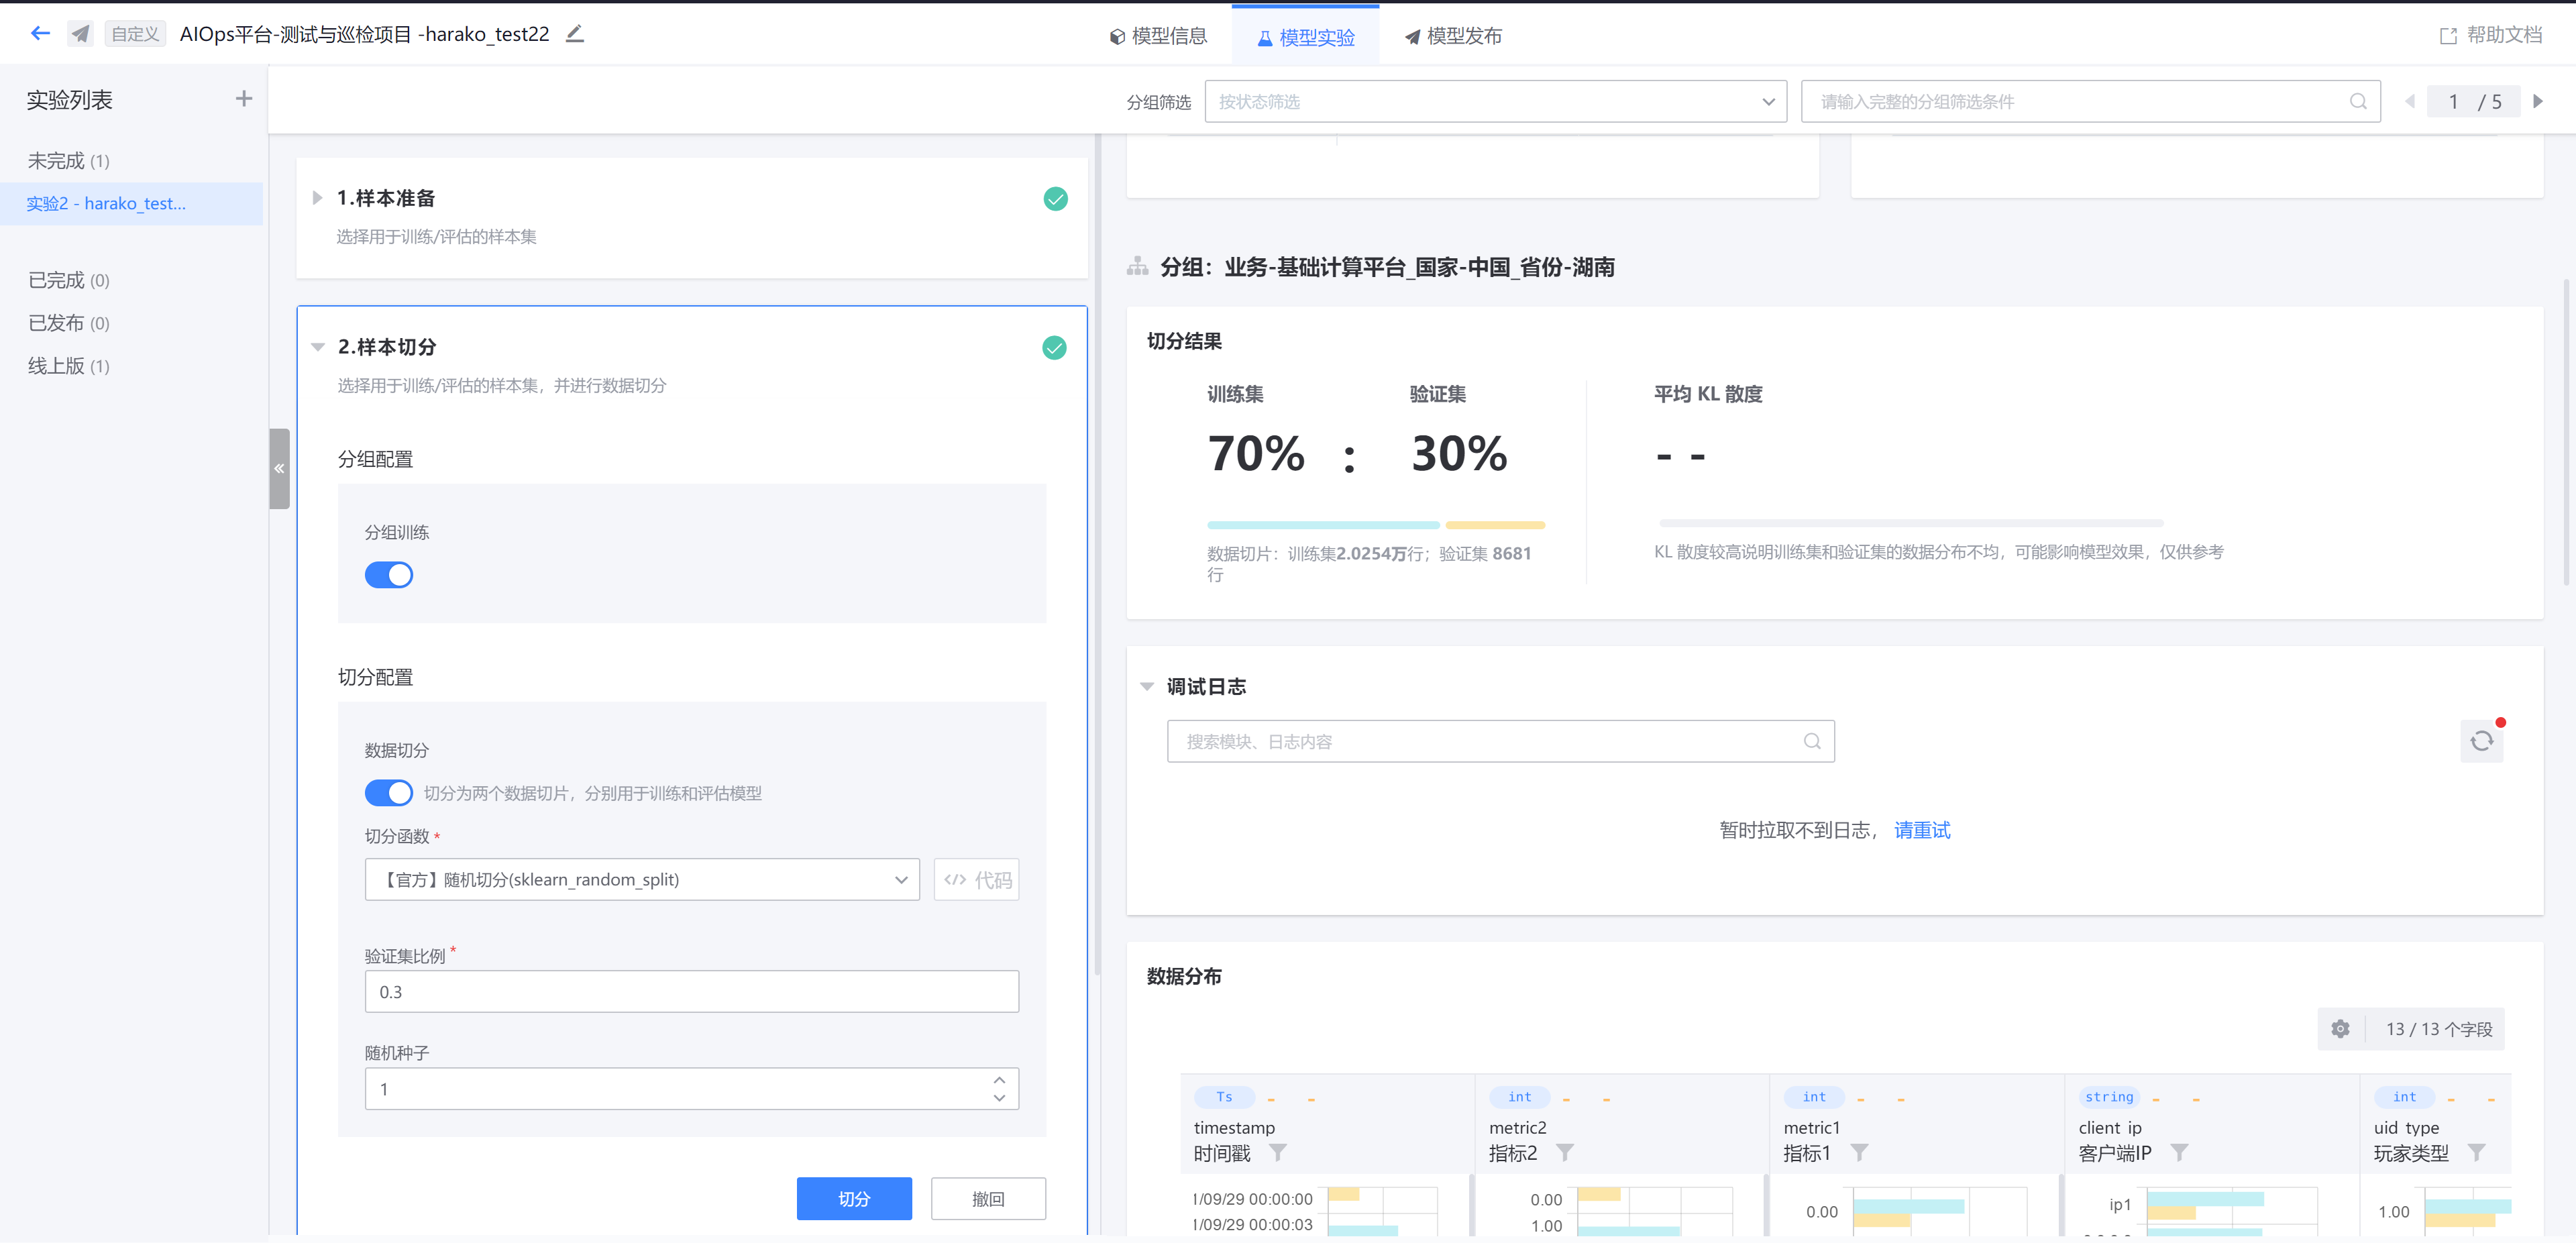 自定义 AIOps平台-测试与巡检项目 -harako_test22
模型信息 模型实验 模型发布
帮助文档
实验列表
未完成 (1)
实验2 - harako_test...
已完成 (0)
已发布 (0)
线上版 (1)
分组筛选 按状态筛选 请输入完整的分组筛选条件 1 / 5
1.样本准备
选择用于训练/评估的样本集
2.样本切分
选择用于训练/评估的样本集，并进行数据切分
分组配置
分组训练
切分配置
数据切分
切分为两个数据切片，分别用于训练和评估模型
切分函数 *
【官方】随机切分(sklearn_random_split)
</> 代码
验证集比例 *
0.3
随机种子
1
切分 撤回
分组：业务-基础计算平台_国家-中国_省份-湖南
切分结果
训练集 验证集 平均 KL 散度
70% : 30% - -
数据切片：训练集2.0254万行；验证集 8681
行
KL 散度较高说明训练集和验证集的数据分布不均，可能影响模型效果，仅供参考
调试日志
搜索模块、日志内容
暂时拉取不到日志， 请重试
数据分布
13 / 13 个字段
Ts - - int - - int - - string - - int - -
timestamp metric2 metric1 client_ip uid_type
时间戳 指标2 指标1 客户端IP 玩家类型
1/09/29 00:00:00 0.00 0.00 ip1 1.00
1/09/29 00:00:03 1.00